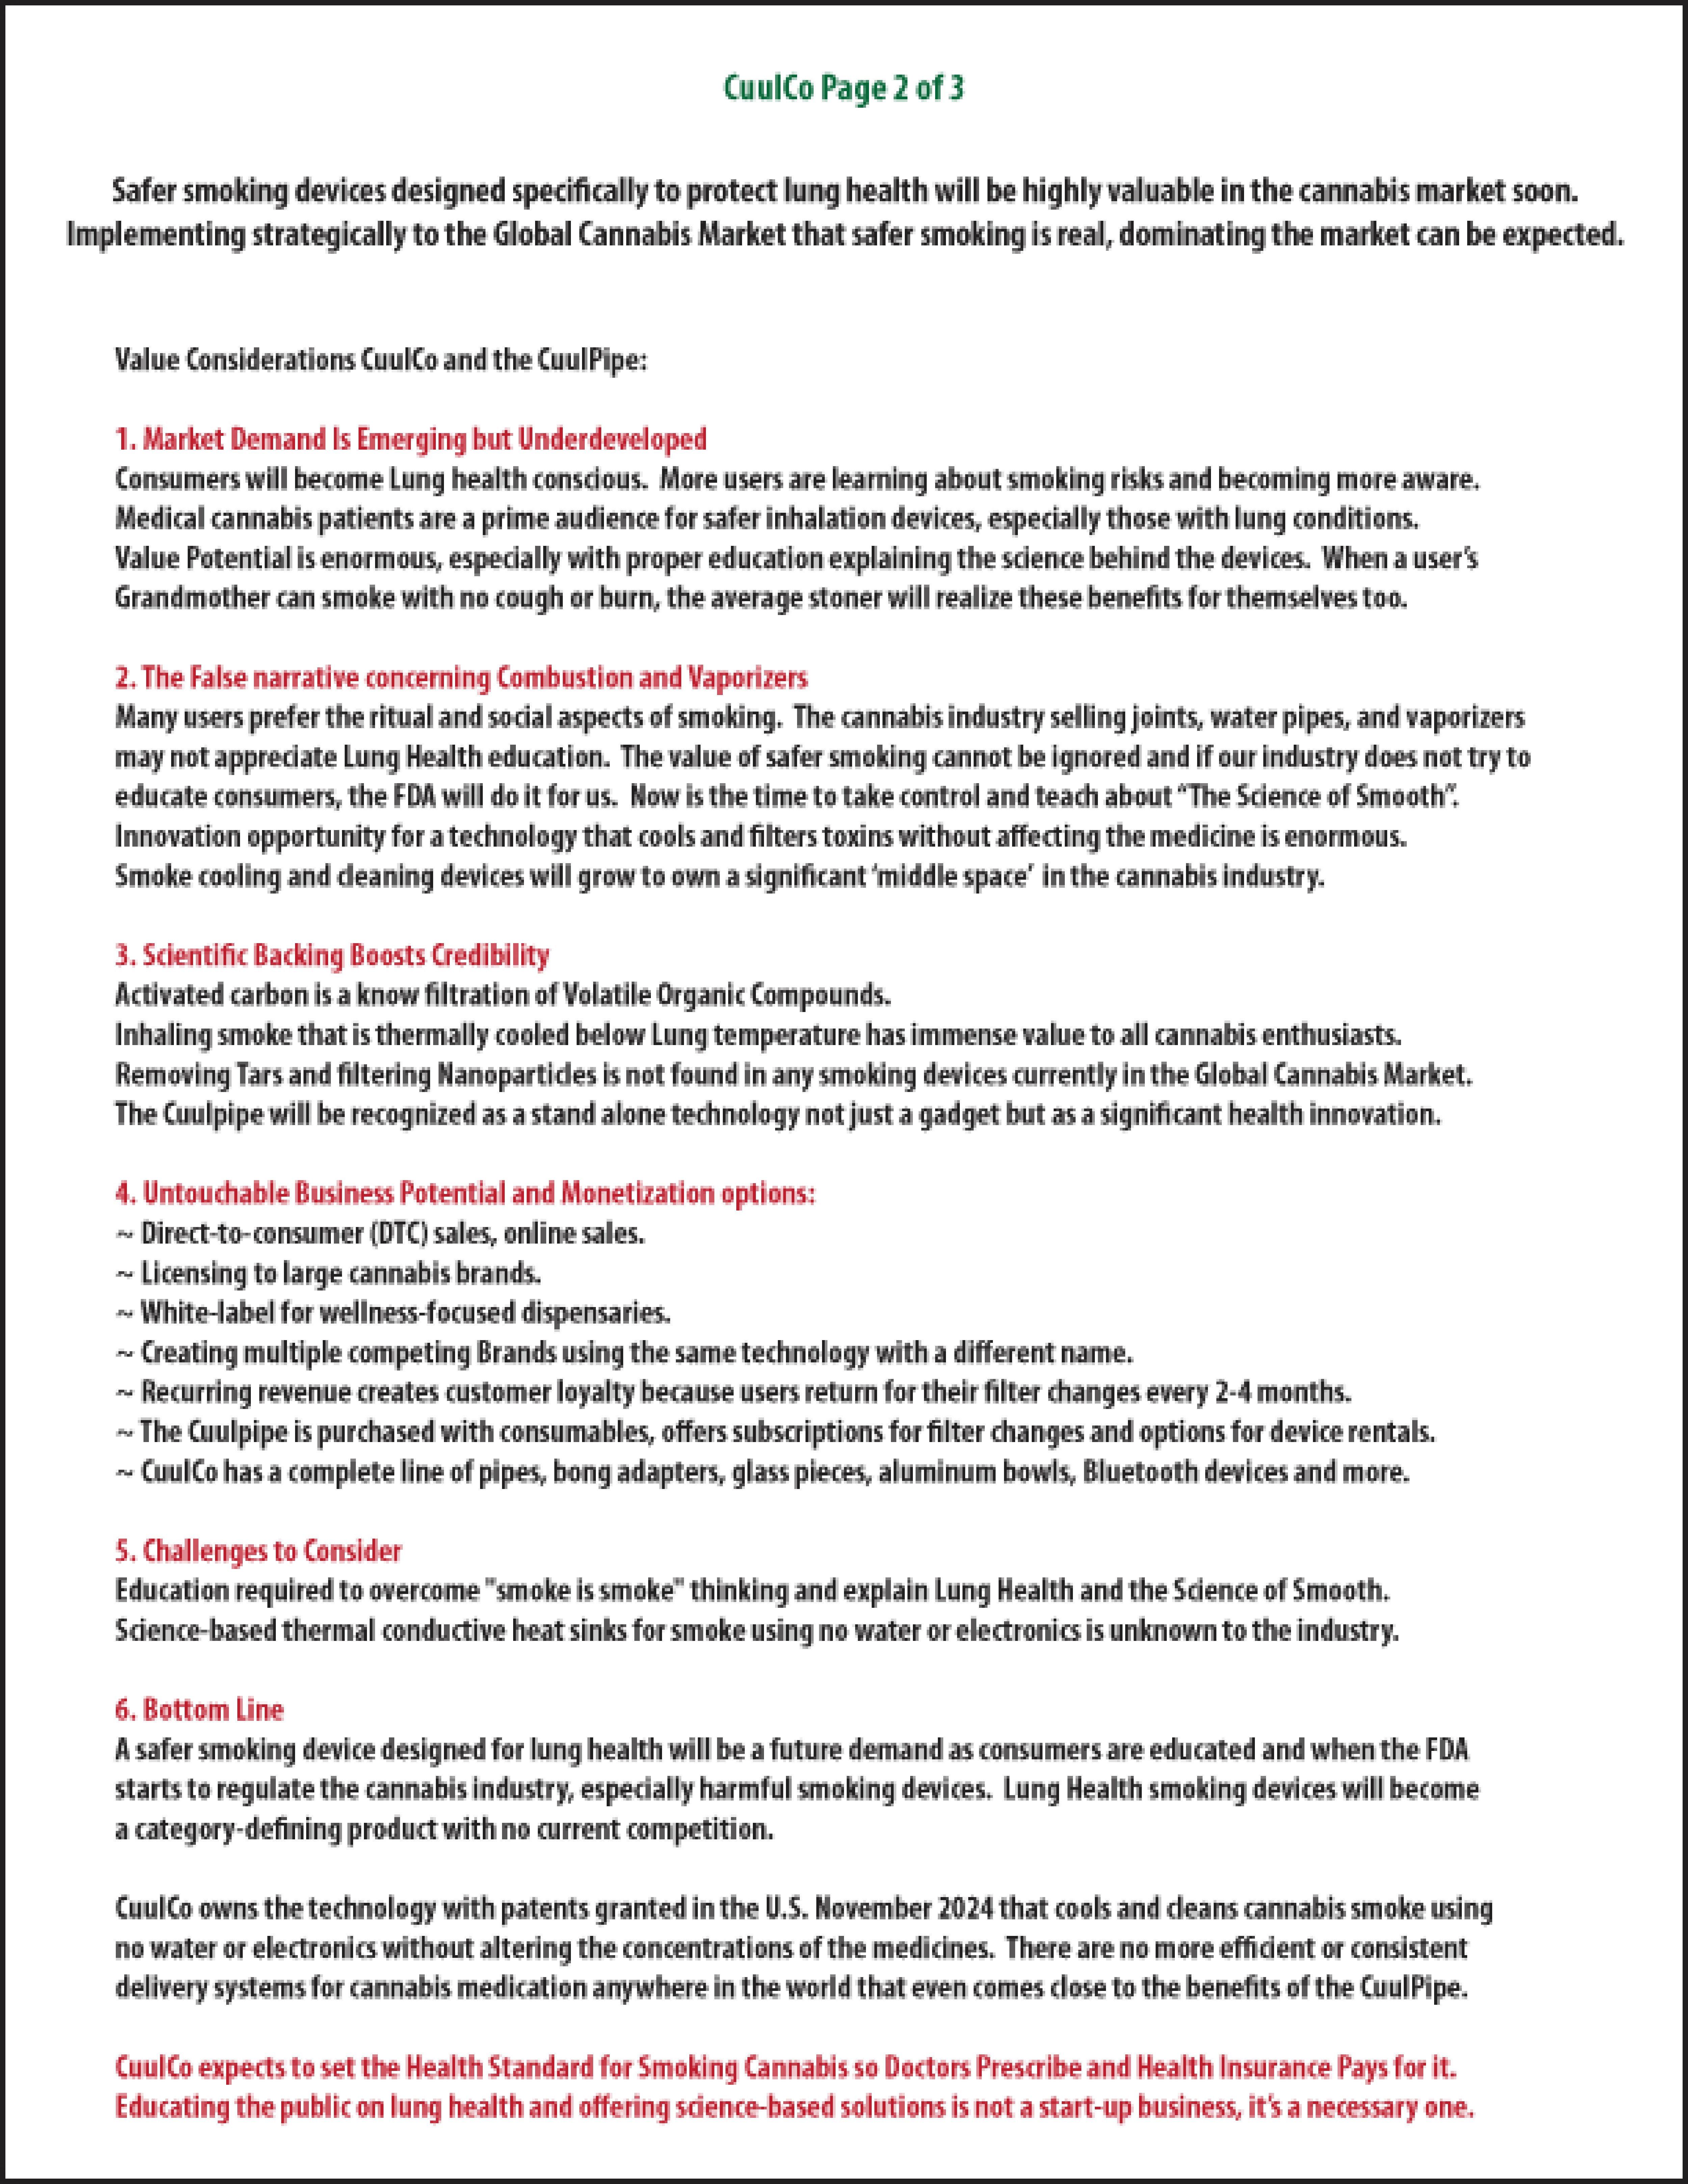 CuulCo Page 2 of 3
Safer smoking devices designed specifically to protect lung health will be highly valuable in the cannabis market soon.
Implementing strategically to the Global Cannabis Market that safer smoking is real, dominating the market can be expected.
Value Considerations CuulCo and the CuulPipe:
1. Market Demand Is Emerging but Underdeveloped
Consumers will become Lung health conscious.  More users are learning about smoking risks and becoming more aware.
Medical cannabis patients are a prime audience for safer inhalation devices, especially those with lung conditions.
Value Potential is enormous, especially with proper education explaining the science behind the devices.  When a user's
Grandmother can smoke with no cough or burn, the average stoner will realize these benefits for themselves too.
2. The False narrative concerning Combustion and Vaporizers
Many users prefer the ritual and social aspects of smoking.  The cannabis industry selling joints, water pipes, and vaporizers
may not appreciate Lung Health education.  The value of safer smoking cannot be ignored and if our industry does not try to
educate consumers, the FDA will do it for us.  Now is the time to take control and teach about “The Science of Smooth”.
Innovation opportunity for a technology that cools and filters toxins without affecting the medicine is enormous.
Smoke cooling and cleaning devices will grow to own a significant ‘middle space’ in the cannabis industry.
3. Scientific Backing Boosts Credibility
Activated carbon is a know filtration of Volatile Organic Compounds.
Inhaling smoke that is thermally cooled below Lung temperature has immense value to all cannabis enthusiasts.
Removing Tars and filtering Nanoparticles is not found in any smoking devices currently in the Global Cannabis Market.
The Cuulpipe will be recognized as a stand alone technology not just a gadget but as a significant health innovation.
4. Untouchable Business Potential and Monetization options:
~ Direct-to-consumer (DTC) sales, online sales.
~ Licensing to large cannabis brands.
~ White-label for wellness-focused dispensaries.
~ Creating multiple competing Brands using the same technology with a different name.
~ Recurring revenue creates customer loyalty because users return for their filter changes every 2-4 months.
~ The Cuulpipe is purchased with consumables, offers subscriptions for filter changes and options for device rentals.
~ CuulCo has a complete line of pipes, bong adapters, glass pieces, aluminum bowls, Bluetooth devices and more.
5. Challenges to Consider
Education required to overcome "smoke is smoke" thinking and explain Lung Health and the Science of Smooth.
Science-based thermal conductive heat sinks for smoke using no water or electronics is unknown to the industry.
6. Bottom Line
A safer smoking device designed for lung health will be a future demand as consumers are educated and when the FDA
starts to regulate the cannabis industry, especially harmful smoking devices.  Lung Health smoking devices will become
a category-defining product with no current competition.
CuulCo owns the technology with patents granted in the U.S. November 2024 that cools and cleans cannabis smoke using
no water or electronics without altering the concentrations of the medicines.  There are no more efficient or consistent
delivery systems for cannabis medication anywhere in the world that even comes close to the benefits of the CuulPipe.
CuulCo expects to set the Health Standard for Smoking Cannabis so Doctors Prescribe and Health Insurance Pays for it.
Educating the public on lung health and offering science-based solutions is not a start-up business, it's a necessary one.